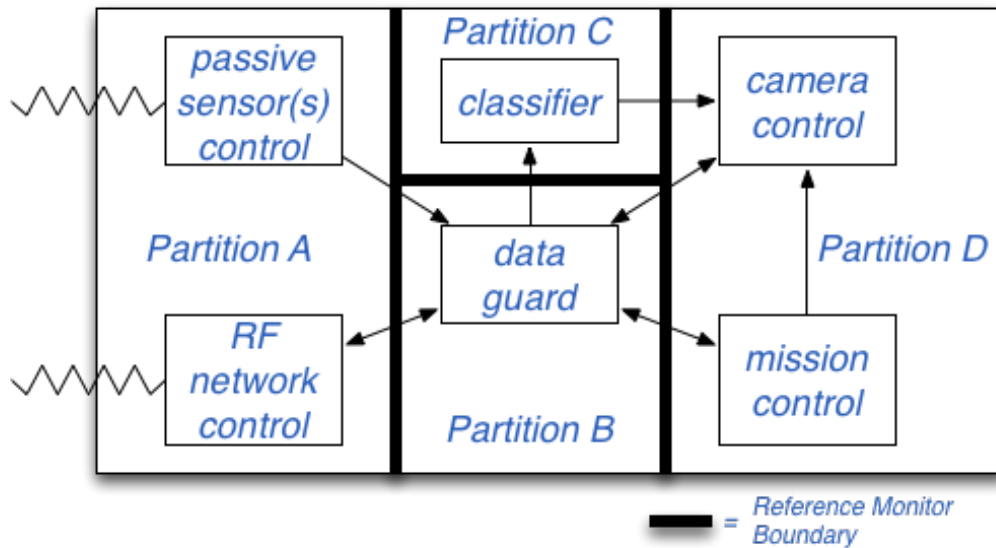 passive
sensor(s)
control
Partition C
classifier
camera
control
Partition A
data
guard
Partition D
RF
network
control
Partition B
mission
control
= Reference Monitor
Boundary